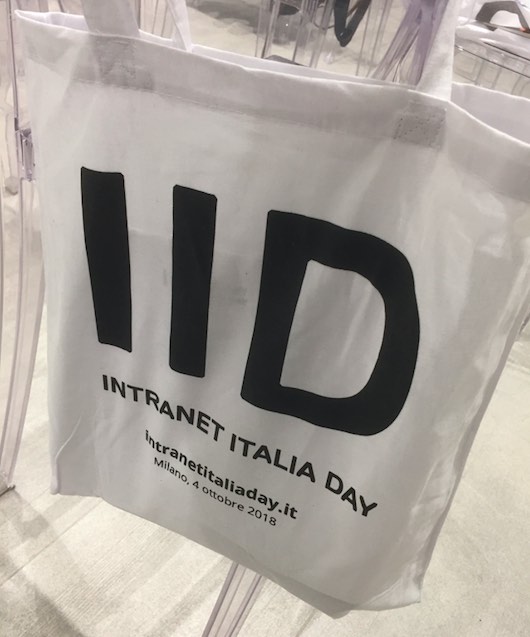 IID
INTRANET ITALIA DAY
intranetitaliaday.it
Milano, 4 ottobre 2018